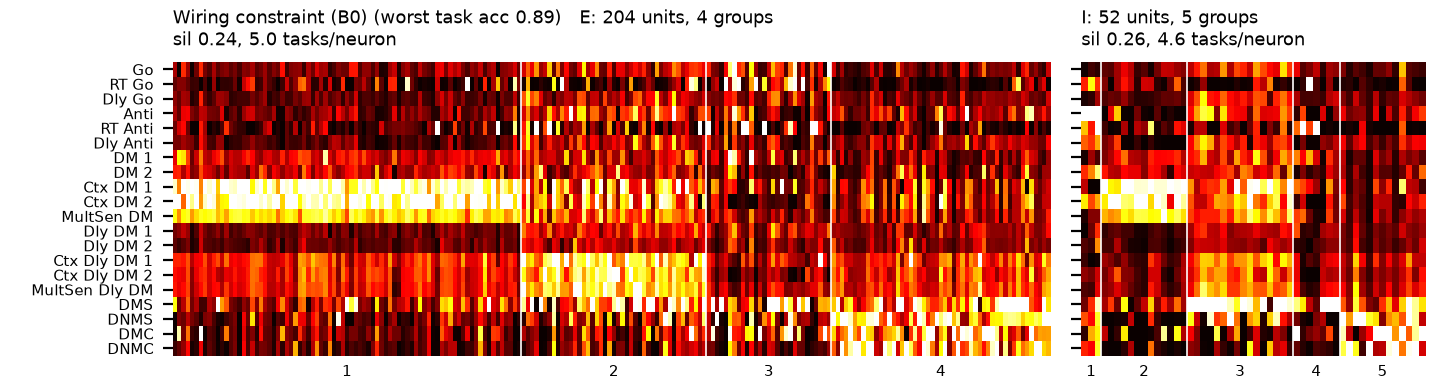 Wiring constraint (B0) (worst task acc 0.89)   E: 204 units, 4 groups
sil 0.24, 5.0 tasks/neuron
I: 52 units, 5 groups
sil 0.26, 4.6 tasks/neuron
Go
RT Go
Dly Go
Anti
RT Anti
Dly Anti
DM 1
DM 2
Ctx DM 1
Ctx DM 2
MultSen DM
Dly DM 1
Dly DM 2
Ctx Dly DM 1
Ctx Dly DM 2
MultSen Dly DM
DMS
DNMS
DMC
DNMC
1 2 3 4
1 2 3 4 5